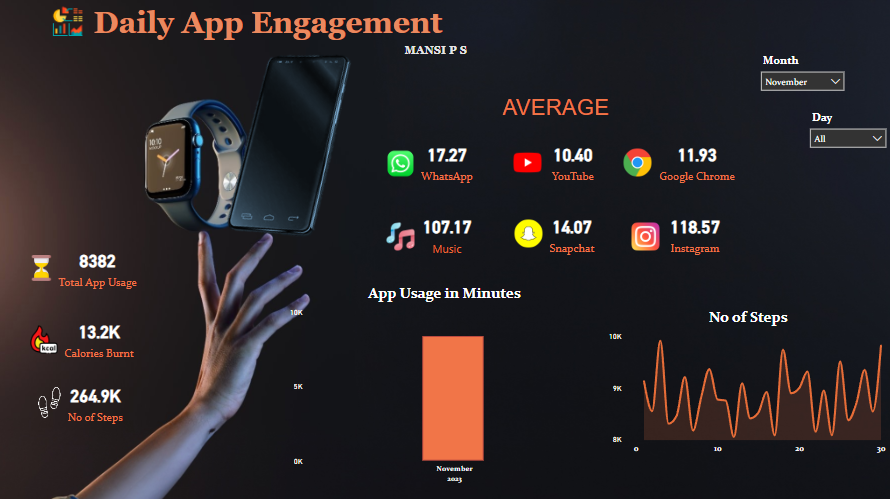 Daily App Engagement
MANSI P S
Month
November
Day
All
AVERAGE
17.27
WhatsApp
10.40
YouTube
11.93
Google Chrome
107.17
Music
14.07
Snapchat
118.57
Instagram
8382
Total App Usage
13.2K
Calories Burnt
kcal
264.9K
No of Steps
App Usage in Minutes
10K
5K
0K
November
2023
No of Steps
10K
9K
8K
0 10 20 30
10:10